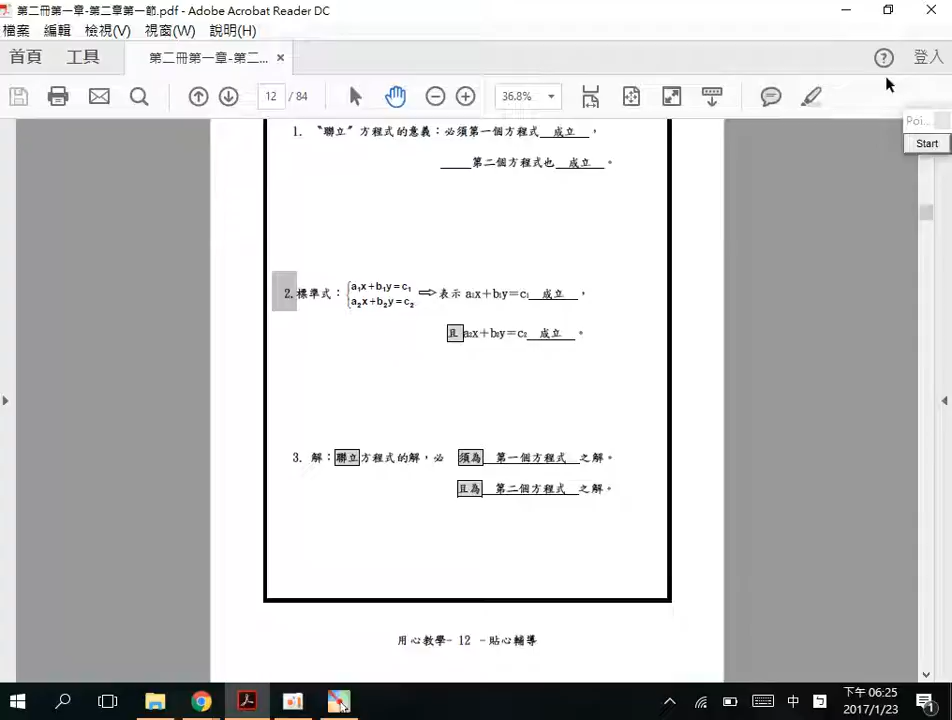 第二冊第一章-第二章第一節.pdf - Adobe Acrobat Reader DC
檔案 編輯 檢視(V) 視窗(W) 說明(H)
首頁 工具 第二冊第一章-第二... × 登入
12 / 84 36.8%
Poi...
Start
1. 〝聯立〞方程式的意義：必須第一個方程式 成立 ，
第二個方程式也 成立 。
2.標準式：{a₁x+b₁y=c₁ ⇨表示 a₁x＋b₁y＝c₁ 成立 ，
a₂x+b₂y=c₂
且 a₂x＋b₂y＝c₂ 成立 。
3. 解：聯立方程式的解，必 須為 第一個方程式 之解。
且為 第二個方程式 之解。
用心教學- 12 -貼心輔導
中 下午 06:25
2017/1/23 1